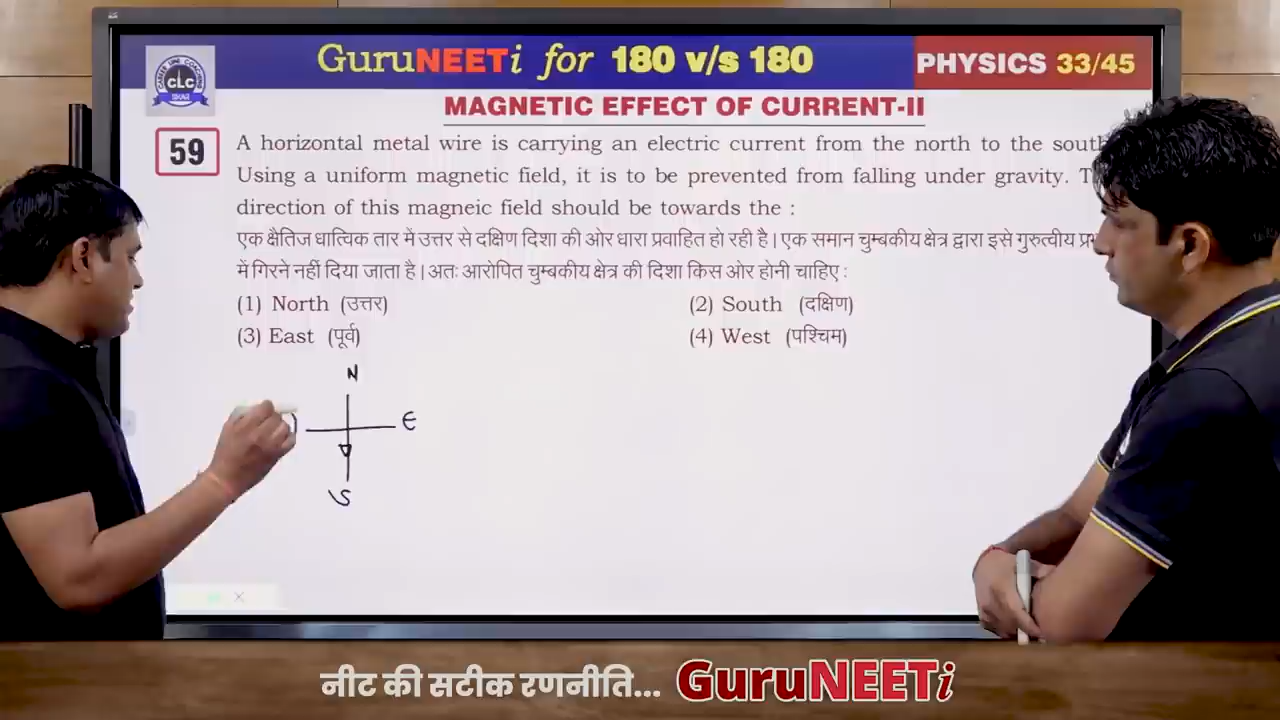 GuruNEETi for 180 v/s 180
PHYSICS 33/45
CLC
SIKAR
MAGNETIC EFFECT OF CURRENT-II
59
A horizontal metal wire is carrying an electric current from the north to the south
Using a uniform magnetic field, it is to be prevented from falling under gravity.
direction of this magneic field should be towards the :
एक क्षैतिज धात्विक तार में उत्तर से दक्षिण दिशा की ओर धारा प्रवाहित हो रही है। एक समान चुम्बकीय क्षेत्र द्वारा इसे गुरुत्वीय
में गिरने नहीं दिया जाता है। अतः आरोपित चुम्बकीय क्षेत्र की दिशा किस ओर होनी चाहिए :
(1) North (उत्तर)
(2) South (दक्षिण)
(3) East (पूर्व)
(4) West (पश्चिम)
N
E
S
नीट की सटीक रणनीति... GuruNEETi